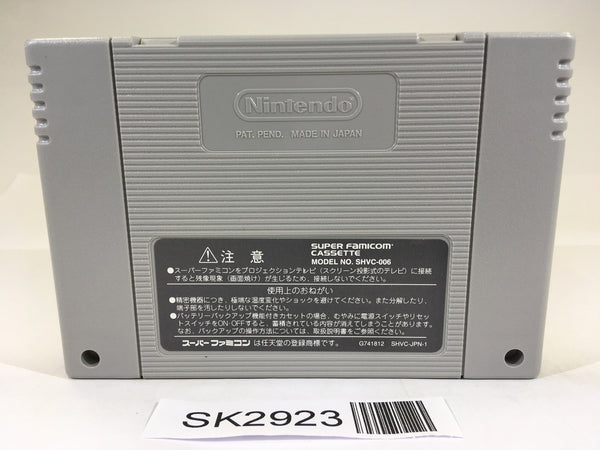 Nintendo
PAT. PEND. MADE IN JAPAN
⚠注 意
SUPER FAMICOM
CASSETTE
MODEL NO. SHVC-006
●スーパーファミコンをプロジェクションテレビ(スクリーン投影式のテレビ)に接続
すると残像現象(画面焼け)が生じるため、接続しないでください。
使用上のおねがい
●精密機器につき、極端な温度変化やショックを避けてください。また分解したり、
端子部を汚したりしないでください。
●バッテリーバックアップ機能付きカセットの場合、むやみに電源スイッチやリセ
ットスイッチをON・OFFすると、蓄積されている内容が消えてしまうことがあります。
なお、バックアップの操作方法については、取扱説明書をご参照ください。
スーパーファミコン は任天堂の登録商標です。
G741812 SHVC-JPN-1
SK2923